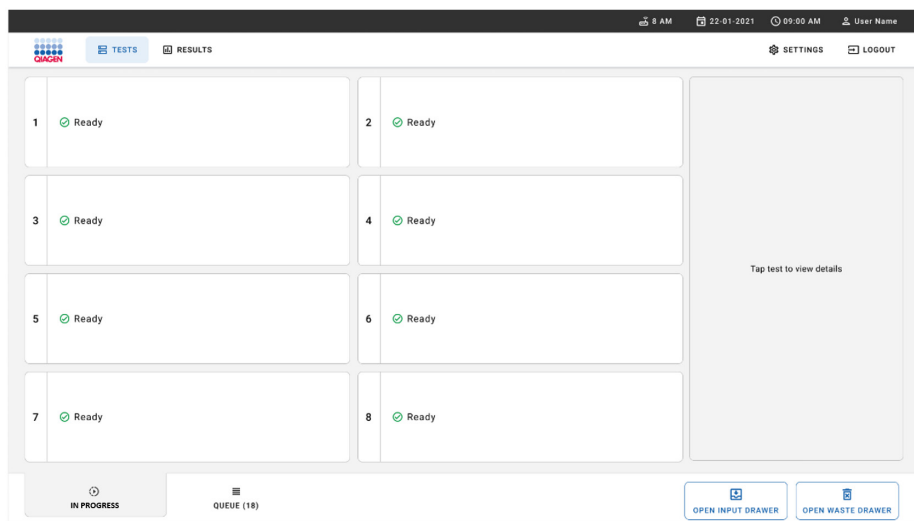 8 AM 22-01-2021 09:00 AM User Name
QIAGEN TESTS RESULTS SETTINGS LOGOUT
1 Ready 2 Ready
3 Ready 4 Ready
Tap test to view details
5 Ready 6 Ready
7 Ready 8 Ready
IN PROGRESS QUEUE (18) OPEN INPUT DRAWER OPEN WASTE DRAWER